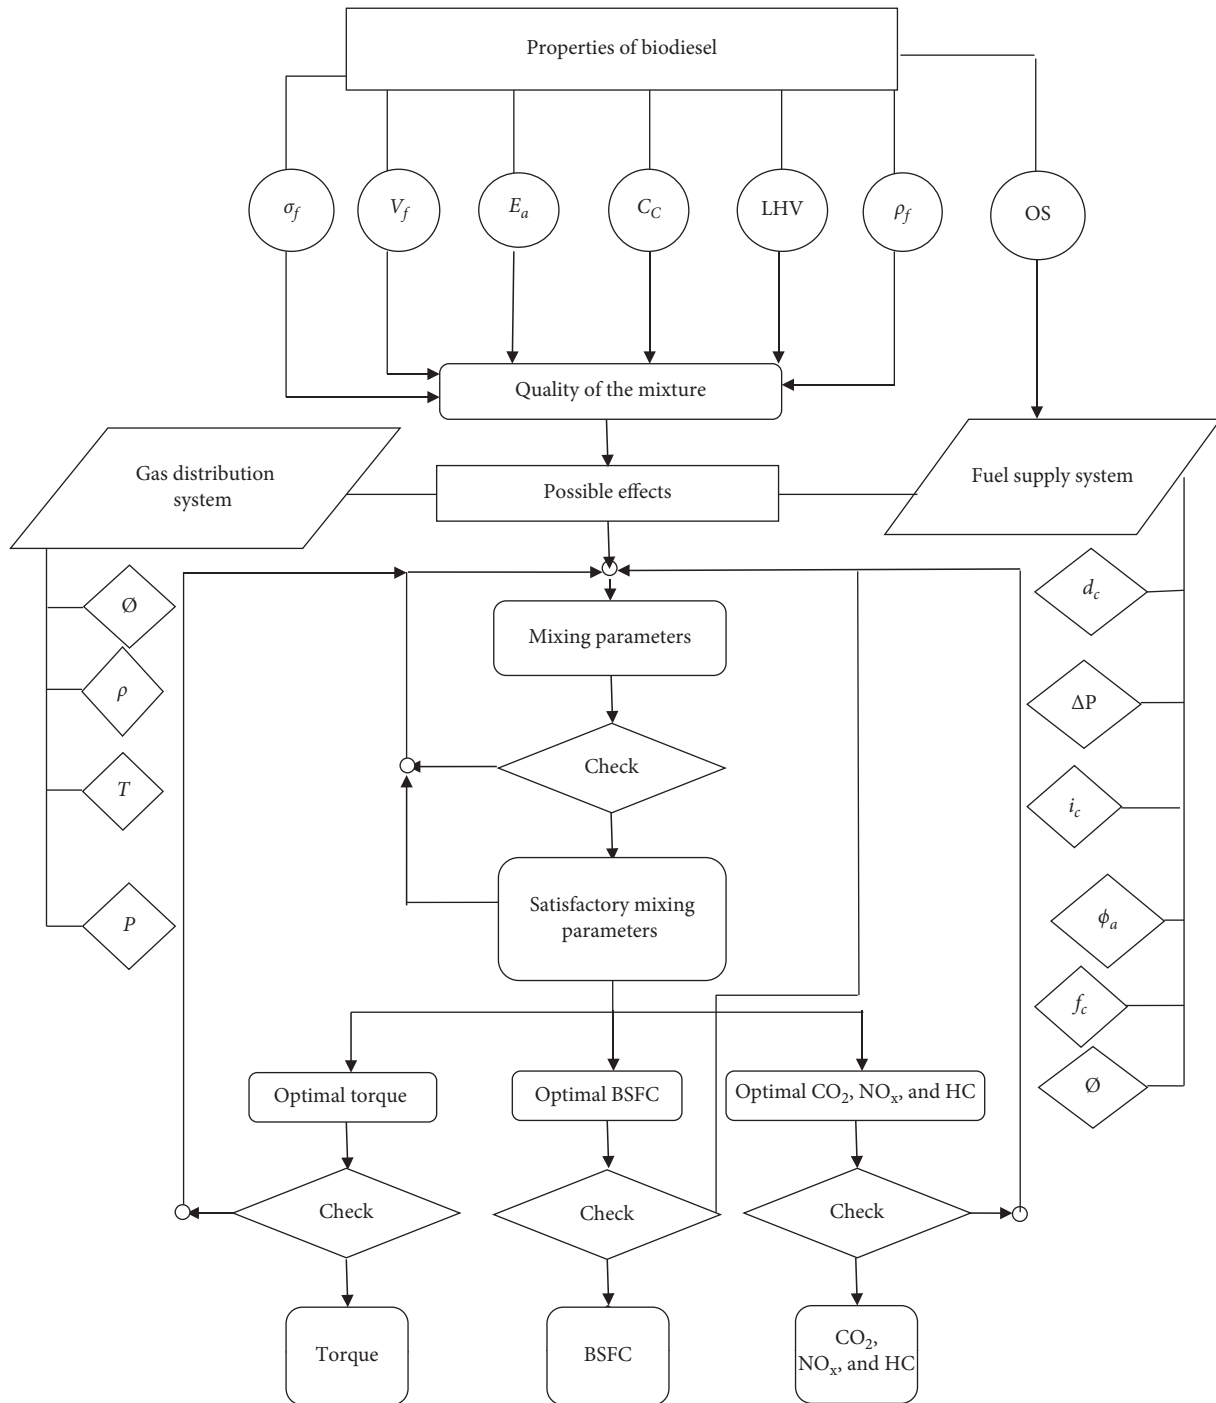 Properties of biodiesel
σf
Vf
Ea
CC
LHV
ρf
OS
Quality of the mixture
Gas distribution
system
Possible effects
Fuel supply system
Ø
ρ
T
P
Mixing parameters
Check
Satisfactory mixing
parameters
dc
ΔP
ic
ϕa
fc
Ø
Optimal torque
Optimal BSFC
Optimal CO₂, NOₓ, and HC
Check
Check
Check
Torque
BSFC
CO₂,
NOₓ, and HC